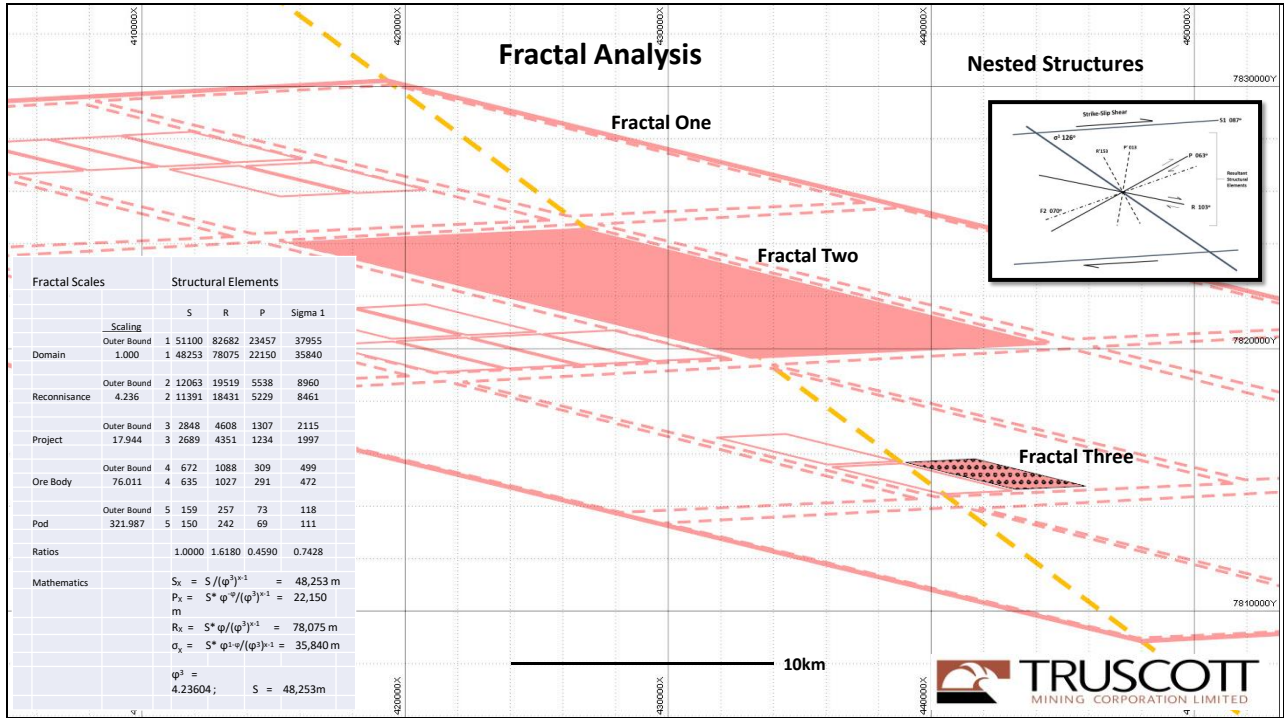 410000X
420000X
430000X
440000X
450000X
Fractal Analysis
Nested Structures
7830000Y
Fractal One
Strike-Slip Shear
S1 087º
σ¹ 126º
R'153
P' 013
P 063º
Resultant
Structural
Elements
F2 070º
R 103º
Fractal Two
Fractal Scales Structural Elements
S R P Sigma 1
Scaling
Outer Bound 1 51100 82682 23457 37955
Domain 1.000 1 48253 78075 22150 35840
Outer Bound 2 12063 19519 5538 8960
Reconnisance 4.236 2 11391 18431 5229 8461
Outer Bound 3 2848 4608 1307 2115
Project 17.944 3 2689 4351 1234 1997
Outer Bound 4 672 1088 309 499
Ore Body 76.011 4 635 1027 291 472
Outer Bound 5 159 257 73 118
Pod 321.987 5 150 242 69 111
Ratios 1.0000 1.6180 0.4590 0.7428
Mathematics Sₓ = S /(φ³)ˣ⁻¹ = 48,253 m
Pₓ = S* φ^-φ/(φ³)ˣ⁻¹ = 22,150
m
Rₓ = S* φ/(φ³)ˣ⁻¹ = 78,075 m
σₓ = S* φ^1-φ/(φ³)ˣ⁻¹ = 35,840 m
φ³ =
4.23604 ; S = 48,253m
7820000Y
Fractal Three
7810000Y
10km
TRUSCOTT
MINING CORPORATION LIMITED
420000X
430000X
440000X